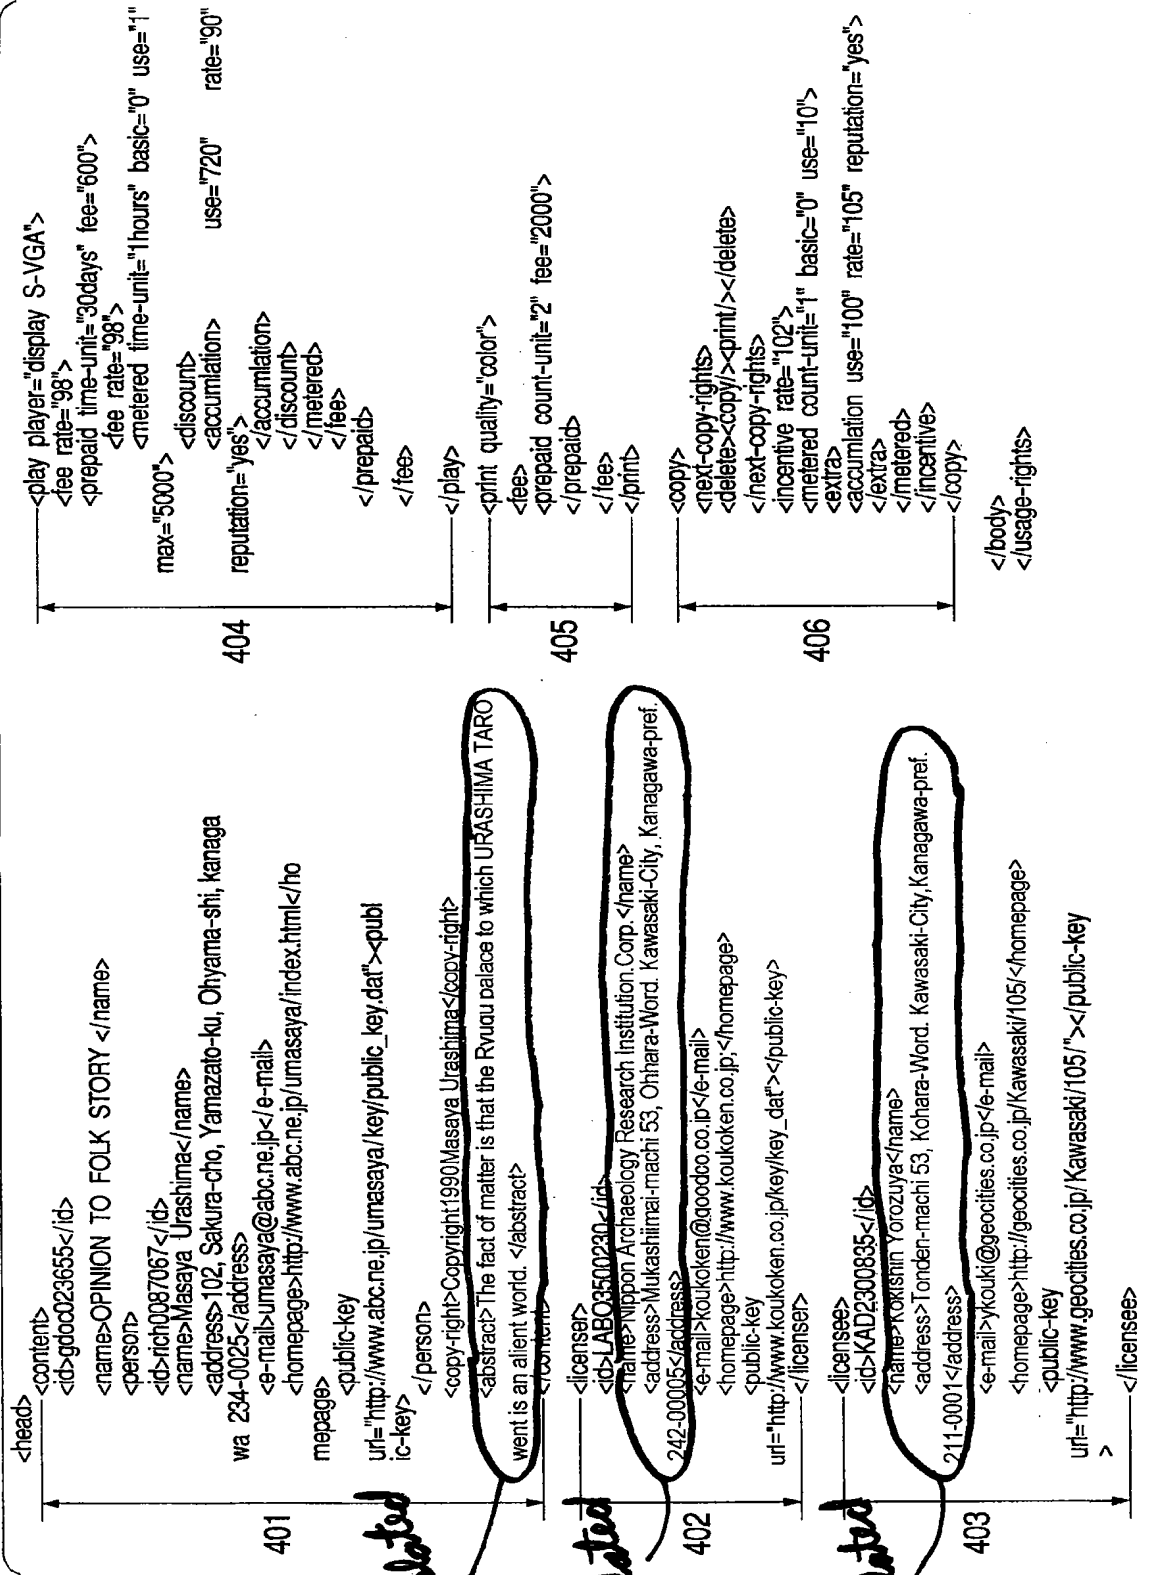 <head>
<content>
<id>gdoc023655</id>
<name>OPINION TO FOLK STORY </name>
<person>
<id>rich0087067</id>
<name>Masaya Urashima</name>
<address>102, Sakura-cho, Yamazato-ku, Ohyama-shi, kanaga
wa 234-0025</address>
<e-mail>umasaya@abc.ne.jp</e-mail>
<homepage>http://www.abc.ne.jp/umasaya/index.html</ho
mepage>
<public-key
url="http://www.abc.ne.jp/umasaya/key/public_key.dat"><publ
ic-key>
</person>
<copy-right>Copyright1990Masaya Urashima</copy-right>
<abstract>The fact of matter is that the Ryugu palace to which URASHIMA TARO
went is an alient world. </abstract>
</content>
401
<licenser>
<id>LABO3500230</id>
<name>Nippon Archaeology Research Institution.Corp.</name>
<address>Mukashimai-machi 53, Ohhara-Word. Kawasaki-City, Kanagawa-pref.
242-00005</address>
<e-mail>koukoken@goodco.co.jp</e-mail>
<homepage>http://www.koukoken.co.jp;</homepage>
<public-key
url="http://www.koukoken.co.jp/key/key_dat"></public-key>
</licenser>
402
<licensee>
<id>KAD2300835</id>
<name>Kokishin Yorozuya</name>
<address>Tonden-machi 53, Kohara-Word. Kawasaki-City,Kanagawa-pref.
211-0001</address>
<e-mail>ykouki@geocities.co.jp</e-mail>
<homepage>http://geocities.co.jp/Kawasaki/105/</homepage>
<public-key
url="http://www.geocities.co.jp/Kawasaki/105/"></public-key
>
</licensee>
403
<play player="display S-VGA">
<fee rate="98">
<prepaid time-unit="30days" fee="600">
<fee rate="98">
<metered time-unit="1hours" basic="0" use="1"
max="5000">
<discount>
<accumlation> use="720" rate="90"
reputation="yes">
</accumlation>
</discount>
</metered>
</fee>
</prepaid>
</fee>
</play>
404
<print quality="color">
<fee>
<prepaid count-unit="2" fee="2000">
</prepaid>
</fee>
</print>
405
<copy>
<next-copy-rights>
<delete><copy/><print/></delete>
</next-copy-rights>
<incentive rate="102">
<metered count-unit="1" basic="0" use="10">
<extra>
<accumlation use="100" rate="105" reputation="yes">
</extra>
</metered>
</incentive>
</copy>
406
</body>
</usage-rights>